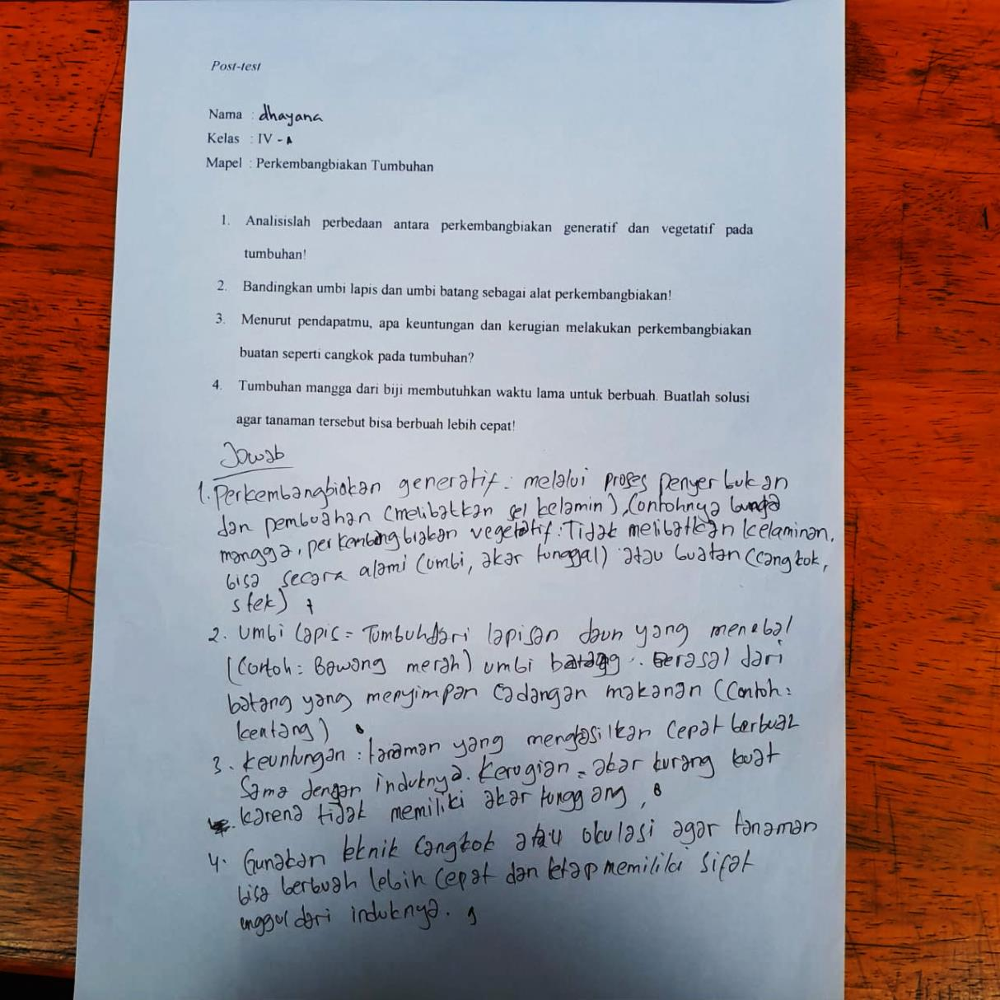 Post-test
Nama : dhayana
Kelas : IV - A
Mapel : Perkembangbiakan Tumbuhan
1. Analisislah perbedaan antara perkembangbiakan generatif dan vegetatif pada
tumbuhan!
2. Bandingkan umbi lapis dan umbi batang sebagai alat perkembangbiakan!
3. Menurut pendapatmu, apa keuntungan dan kerugian melakukan perkembangbiakan
buatan seperti cangkok pada tumbuhan?
4. Tumbuhan mangga dari biji membutuhkan waktu lama untuk berbuah. Buatlah solusi
agar tanaman tersebut bisa berbuah lebih cepat!
Jawab
1. Perkembangbiakan generatif : melalui proses penyerbukan
dan pembuahan (melibatkan sel kelamin), Contohnya bunga
mangga, perkembangbiakan vegetatif : Tidak melibatkan kelaminan,
bisa secara alami (umbi, akar tunggal) atau buatan (cangkok,
stek)
2. Umbi lapis = Tumbuh dari lapisan daun yang menebal
(Contoh : Bawang merah) umbi batang : Berasal dari
batang yang menyimpan cadangan makanan (Contoh :
kentang)
3. Keuntungan : tanaman yang menghasilkan cepat berbuah
sama dengan induknya. Kerugian = akar kurang kuat
karena tidak memiliki akar tunggang,
4. Gunakan teknik cangkok atau okulasi agar tanaman
bisa berbuah lebih cepat dan tetap memiliki sifat
unggul dari induknya.